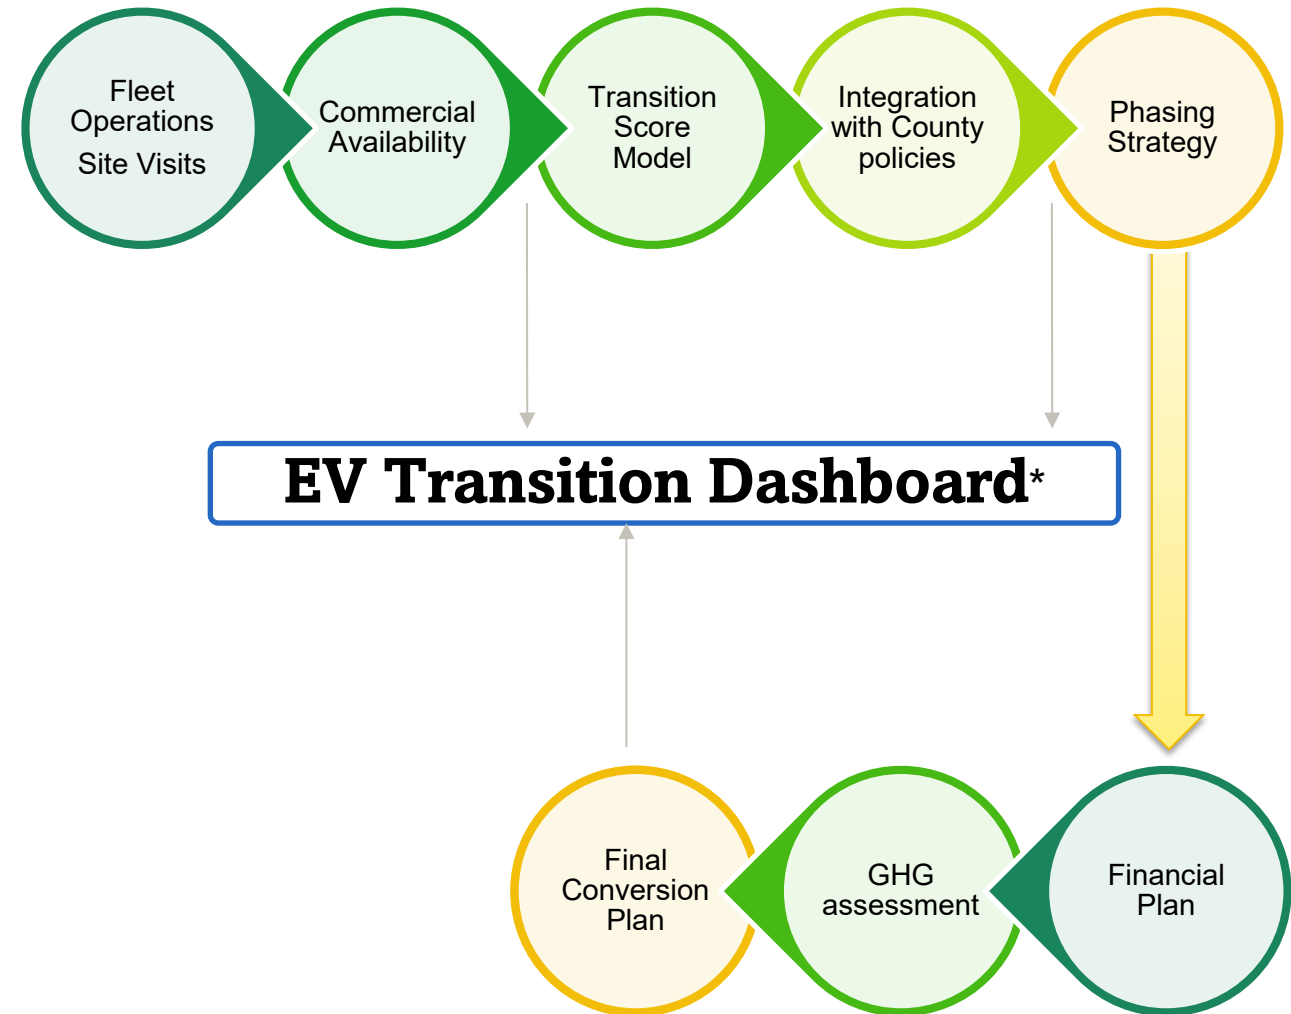 Fleet
Operations
Site Visits
Commercial
Availability
Transition
Score
Model
Integration
with County
policies
Phasing
Strategy
EV Transition Dashboard*
Final
Conversion
Plan
GHG
assessment
Financial
Plan